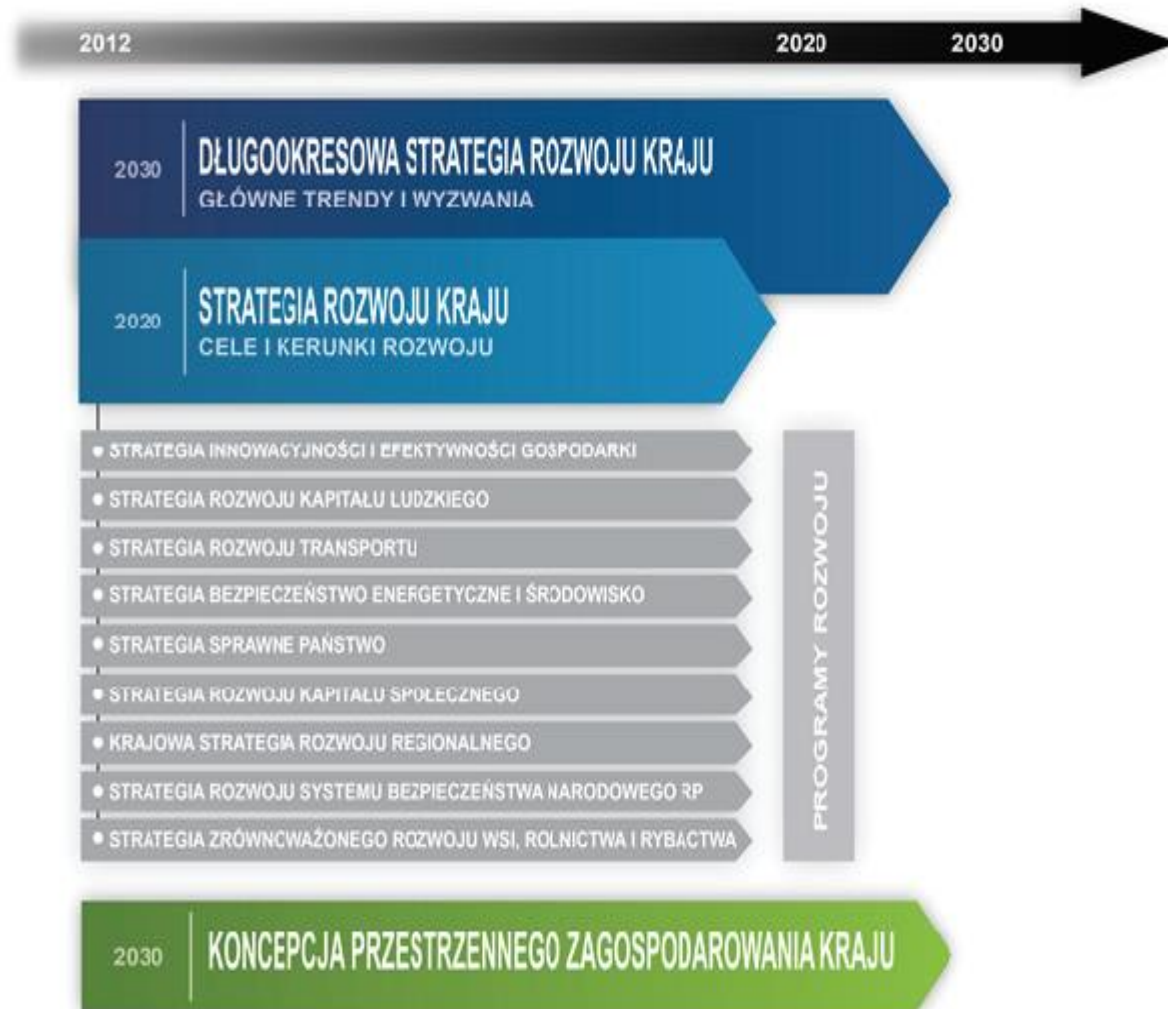 2012 2020 2030
2030
DŁUGOOKRESOWA STRATEGIA ROZWOJU KRAJU
GŁÓWNE TRENDY I WYZWANIA
2020
STRATEGIA ROZWOJU KRAJU
CELE I KERUNKI ROZWOJU
STRATEGIA INNOWACYJNOŚCI I EFEKTYWNOŚCI GOSPODARKI
STRATEGIA ROZWOJU KAPITAŁU LUDZKIEGO
STRATEGIA ROZWOJU TRANSPORTU
STRATEGIA BEZPIECZEŃSTWO ENERGETYCZNE I ŚRODOWISKO
STRATEGIA SPRAWNE PAŃSTWO
STRATEGIA ROZWOJU KAPITAŁU SPOŁECZNEGO
KRAJOWA STRATEGIA ROZWOJU REGIONALNEGO
STRATEGIA ROZWOJU SYSTEMU BEZPIECZEŃSTWA NARODOWEGO RP
STRATEGIA ZRÓWNOWAŻONEGO ROZWOJU WSI, ROLNICTWA I RYBACTWA
PROGRAMY ROZWOJU
2030
KONCEPCJA PRZESTRZENNEGO ZAGOSPODAROWANIA KRAJU